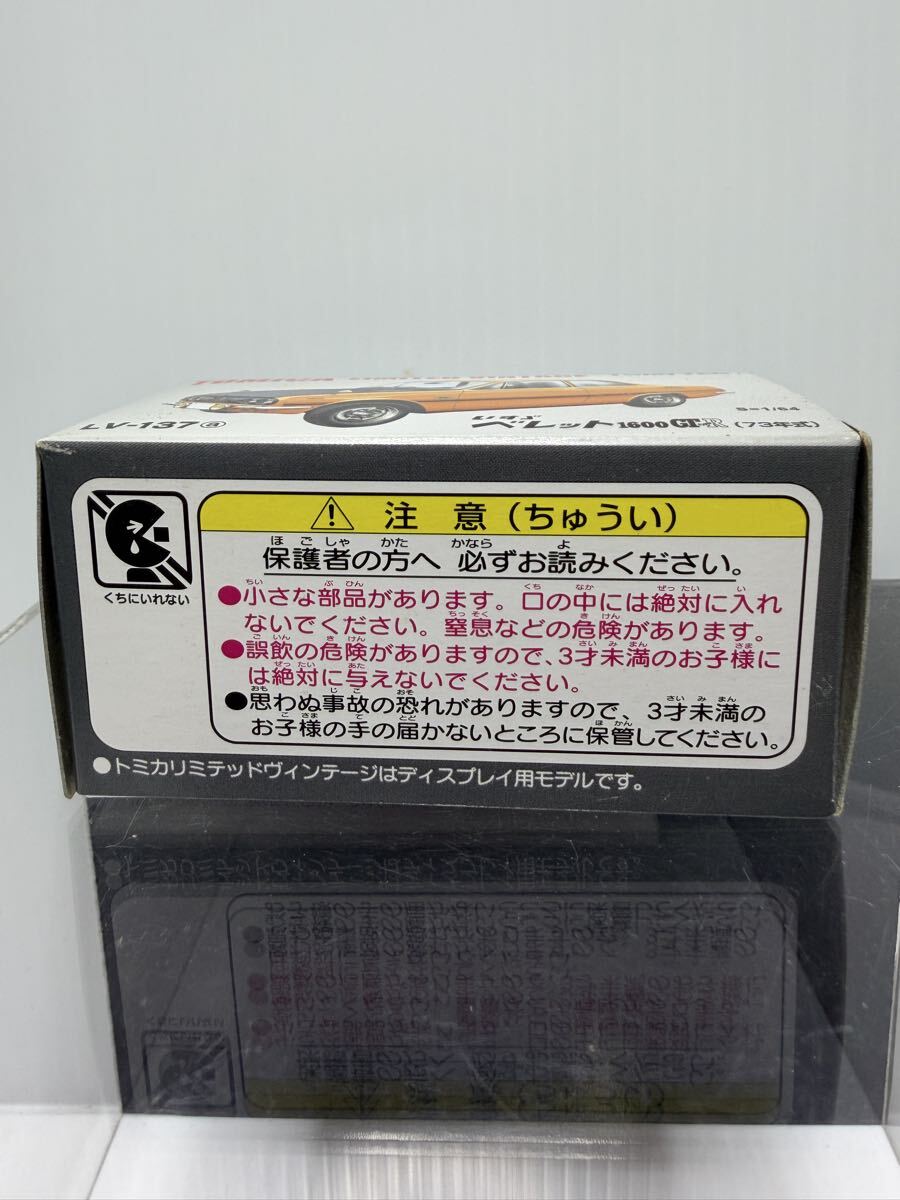 TOMICA LIMITED VINTAGE
LV-137 a
いすゞ
ベレット 1600 GT typeR (73年式)
S=1/64
くちにいれない
注意(ちゅうい)
保護者の方へ 必ずお読みください。
●小さな部品があります。口の中には絶対に入れ
ないでください。窒息などの危険があります。
●誤飲の危険がありますので、3才未満のお子様に
は絶対に与えないでください。
●思わぬ事故の恐れがありますので、3才未満の
お子様の手の届かないところに保管してください。
●トミカリミテッドヴィンテージはディスプレイ用モデルです。